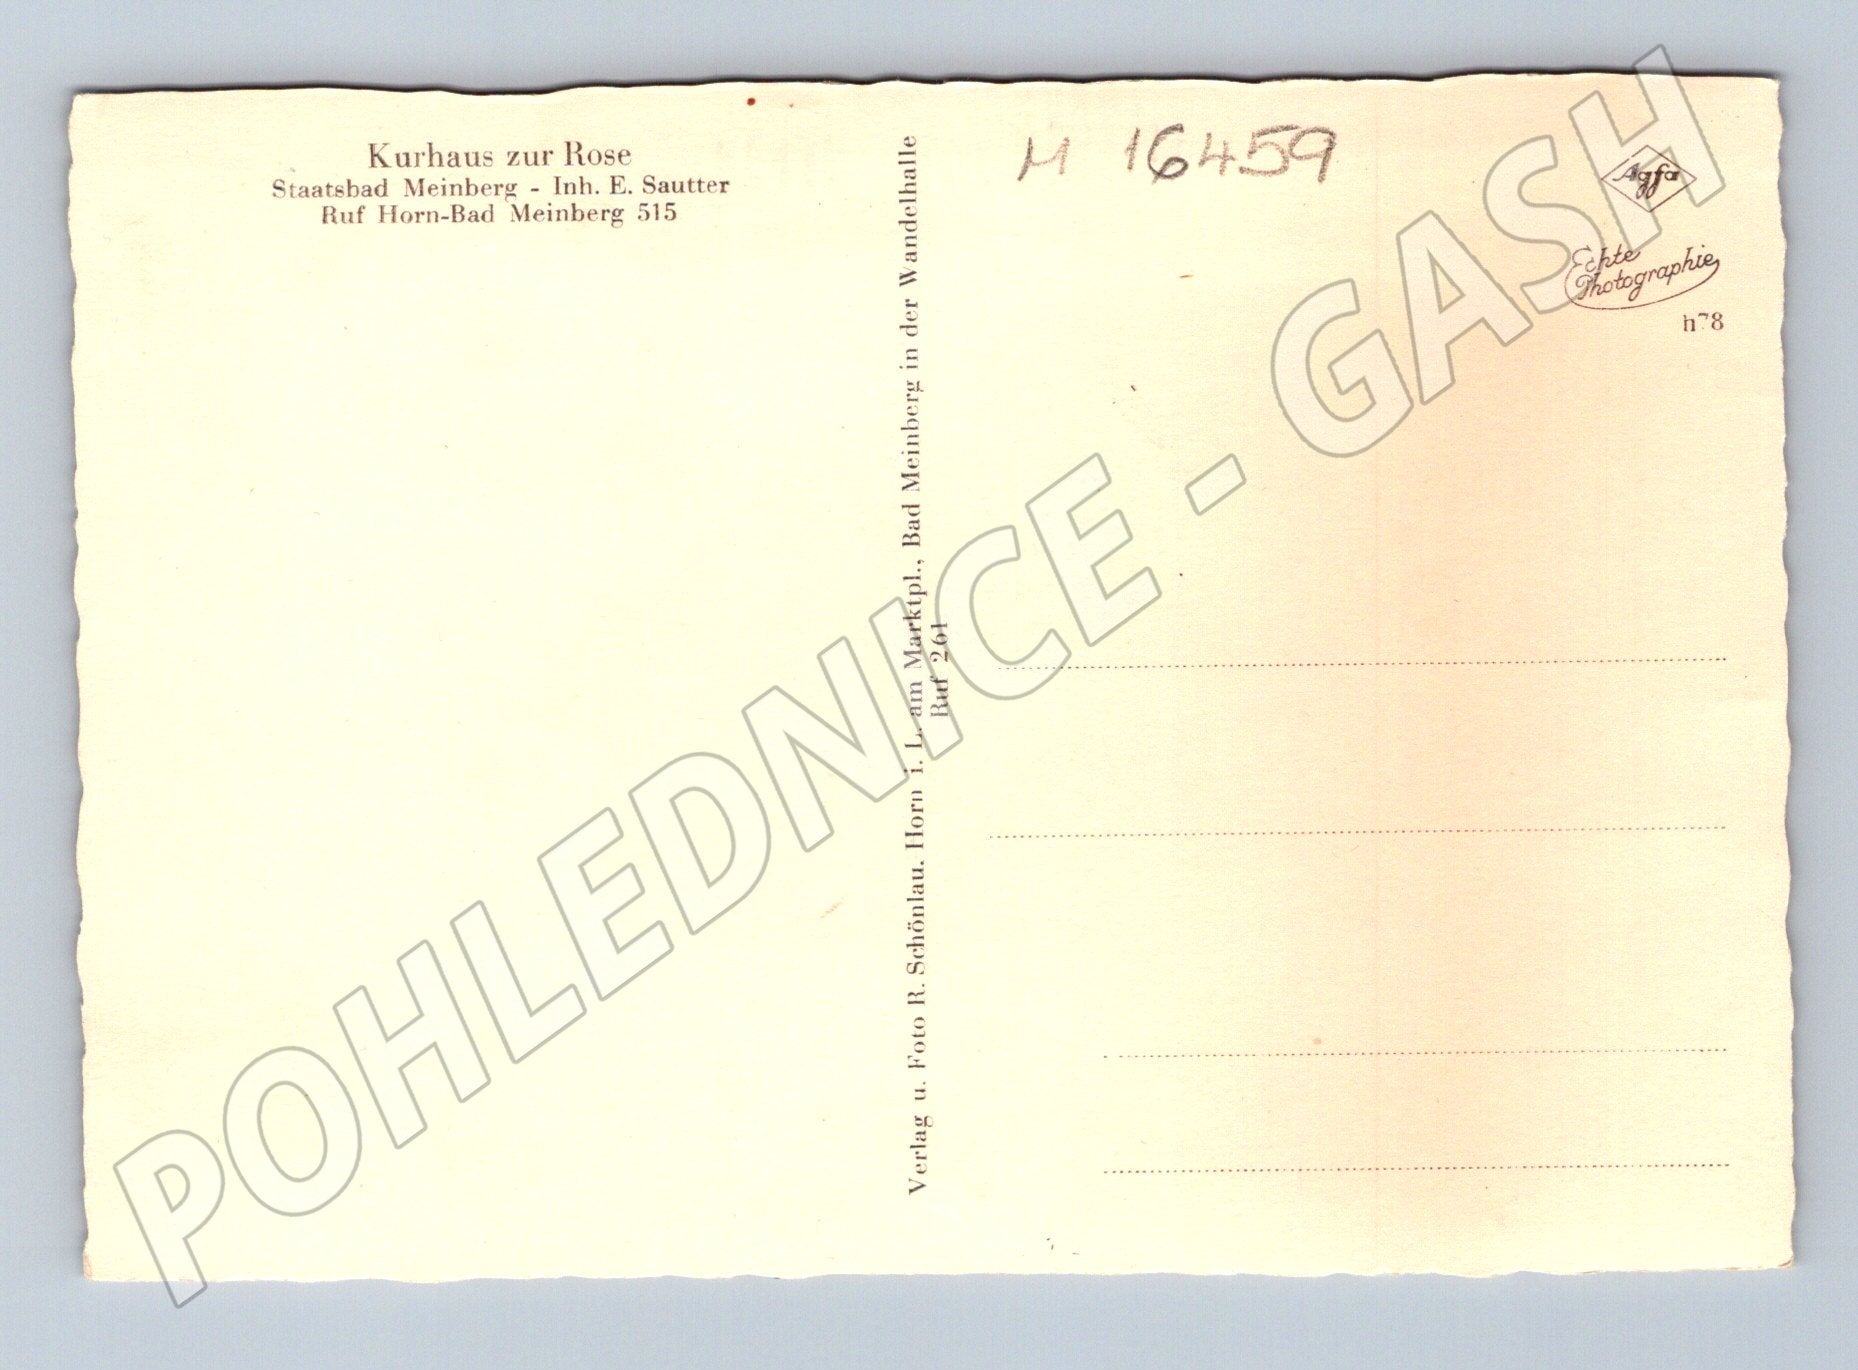 Kurhaus zur Rose
Staatsbad Meinberg - Inh. E. Sautter
Ruf Horn-Bad Meinberg 515
Verlag u. Foto R. Schönlau. Horn i. L. am Marktpl., Bad Meinberg in der Wandelhalle
Ruf 261
M 16459
Agfa
Echte
Photographie
h78
POHLEDNICE - GASH